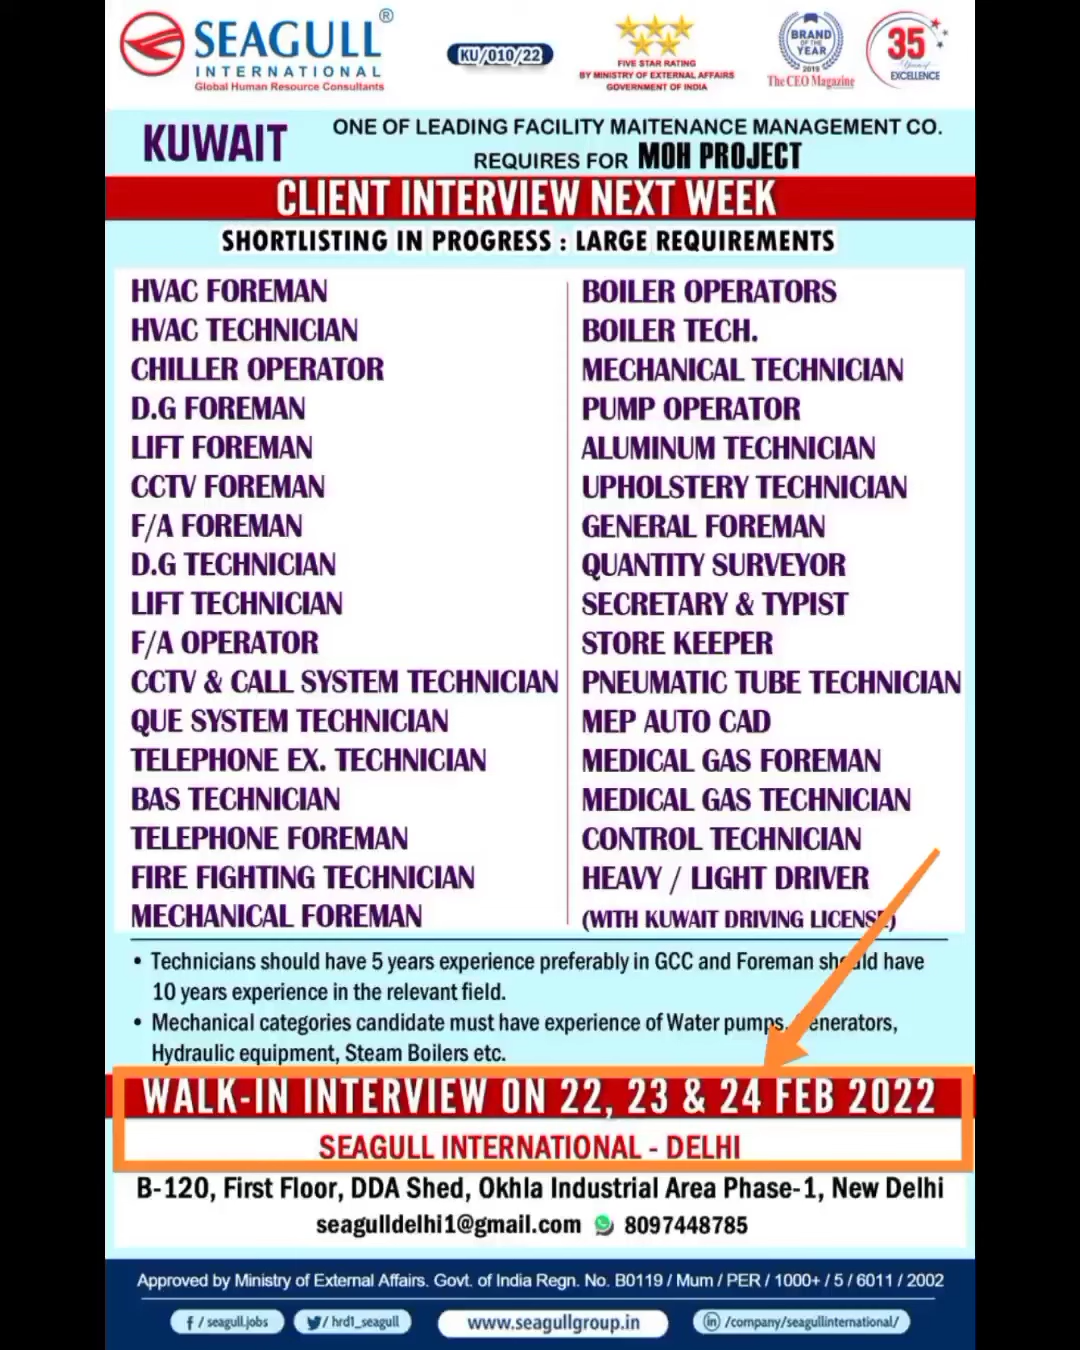 SEAGULL®
INTERNATIONAL
Global Human Resource Consultants
KU/010/22
FIVE STAR RATING
BY MINISTRY OF EXTERNAL AFFAIRS
GOVERNMENT OF INDIA
BRAND
OF THE
YEAR
2019
The CEO Magazine
35
Years of
EXCELLENCE
KUWAIT
ONE OF LEADING FACILITY MAITENANCE MANAGEMENT CO.
REQUIRES FOR MOH PROJECT
CLIENT INTERVIEW NEXT WEEK
SHORTLISTING IN PROGRESS : LARGE REQUIREMENTS
HVAC FOREMAN
HVAC TECHNICIAN
CHILLER OPERATOR
D.G FOREMAN
LIFT FOREMAN
CCTV FOREMAN
F/A FOREMAN
D.G TECHNICIAN
LIFT TECHNICIAN
F/A OPERATOR
CCTV & CALL SYSTEM TECHNICIAN
QUE SYSTEM TECHNICIAN
TELEPHONE EX. TECHNICIAN
BAS TECHNICIAN
TELEPHONE FOREMAN
FIRE FIGHTING TECHNICIAN
MECHANICAL FOREMAN
BOILER OPERATORS
BOILER TECH.
MECHANICAL TECHNICIAN
PUMP OPERATOR
ALUMINUM TECHNICIAN
UPHOLSTERY TECHNICIAN
GENERAL FOREMAN
QUANTITY SURVEYOR
SECRETARY & TYPIST
STORE KEEPER
PNEUMATIC TUBE TECHNICIAN
MEP AUTO CAD
MEDICAL GAS FOREMAN
MEDICAL GAS TECHNICIAN
CONTROL TECHNICIAN
HEAVY / LIGHT DRIVER
(WITH KUWAIT DRIVING LICENSE)
• Technicians should have 5 years experience preferably in GCC and Foreman should have
10 years experience in the relevant field.
• Mechanical categories candidate must have experience of Water pumps, Generators,
Hydraulic equipment, Steam Boilers etc.
WALK-IN INTERVIEW ON 22, 23 & 24 FEB 2022
SEAGULL INTERNATIONAL - DELHI
B-120, First Floor, DDA Shed, Okhla Industrial Area Phase-1, New Delhi
seagulldelhi1@gmail.com 8097448785
Approved by Ministry of External Affairs. Govt. of India Regn. No. B0119 / Mum / PER / 1000+ / 5 / 6011 / 2002
f / seagull.jobs
/ hrd1_seagull
www.seagullgroup.in
in /company/seagullinternational/